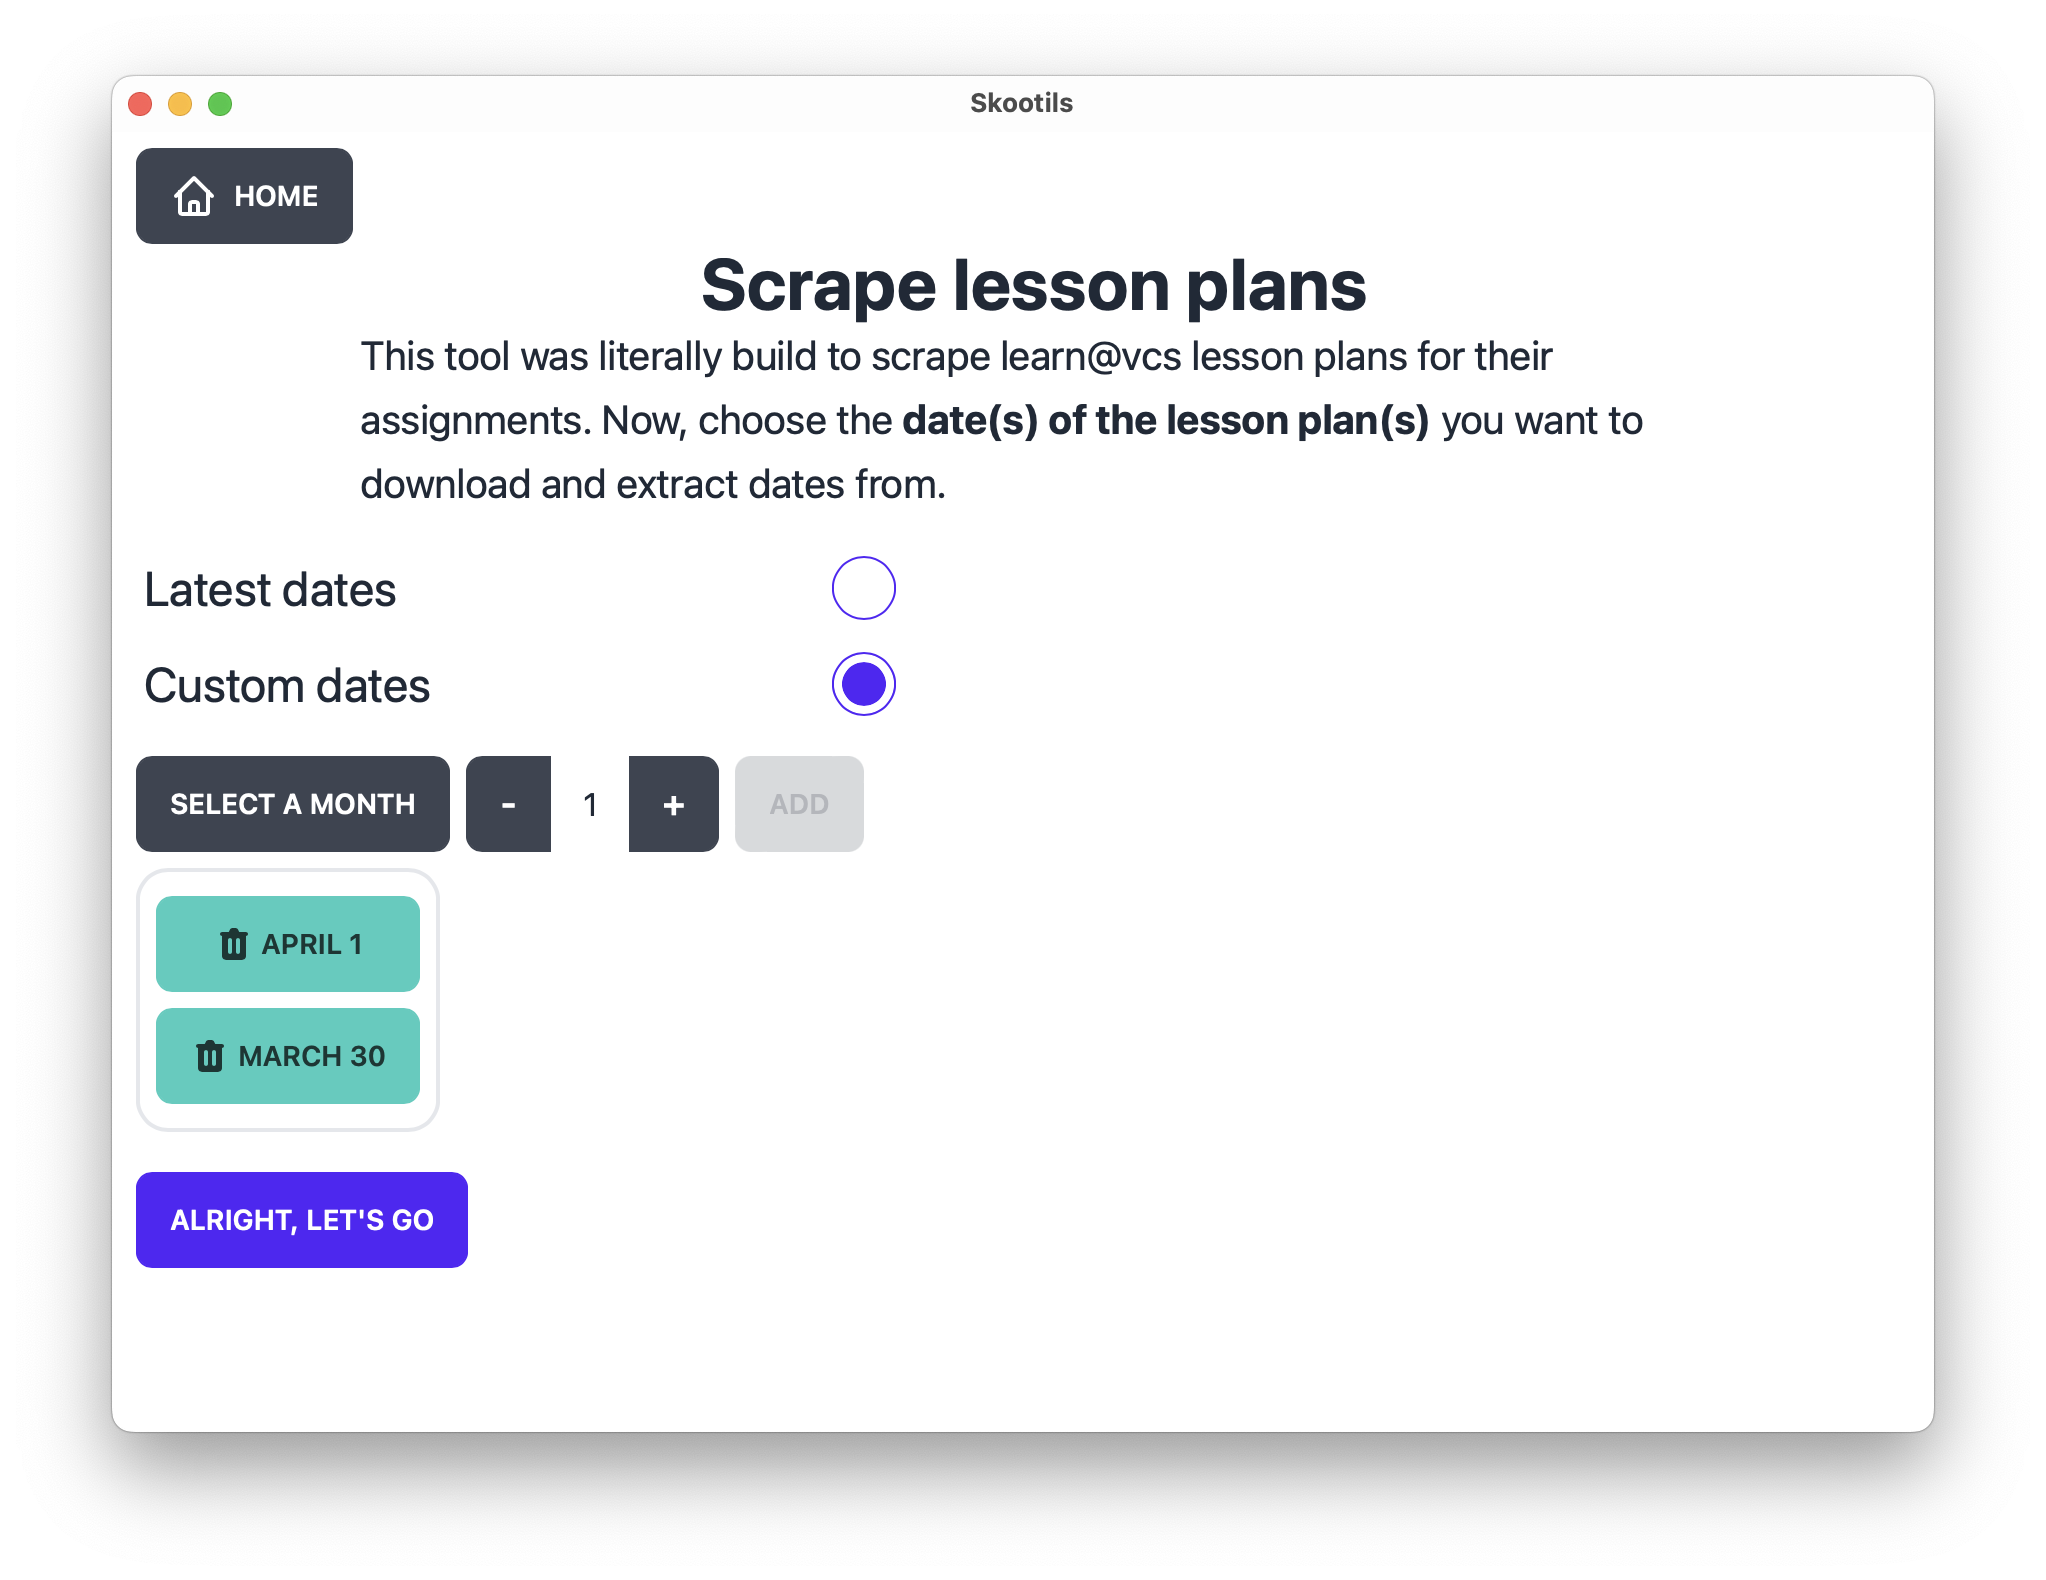 Skootils
HOME
Scrape lesson plans
This tool was literally build to scrape learn@vcs lesson plans for their
assignments. Now, choose the date(s) of the lesson plan(s) you want to
download and extract dates from.
Latest dates
Custom dates
SELECT A MONTH - 1 + ADD
APRIL 1
MARCH 30
ALRIGHT, LET'S GO